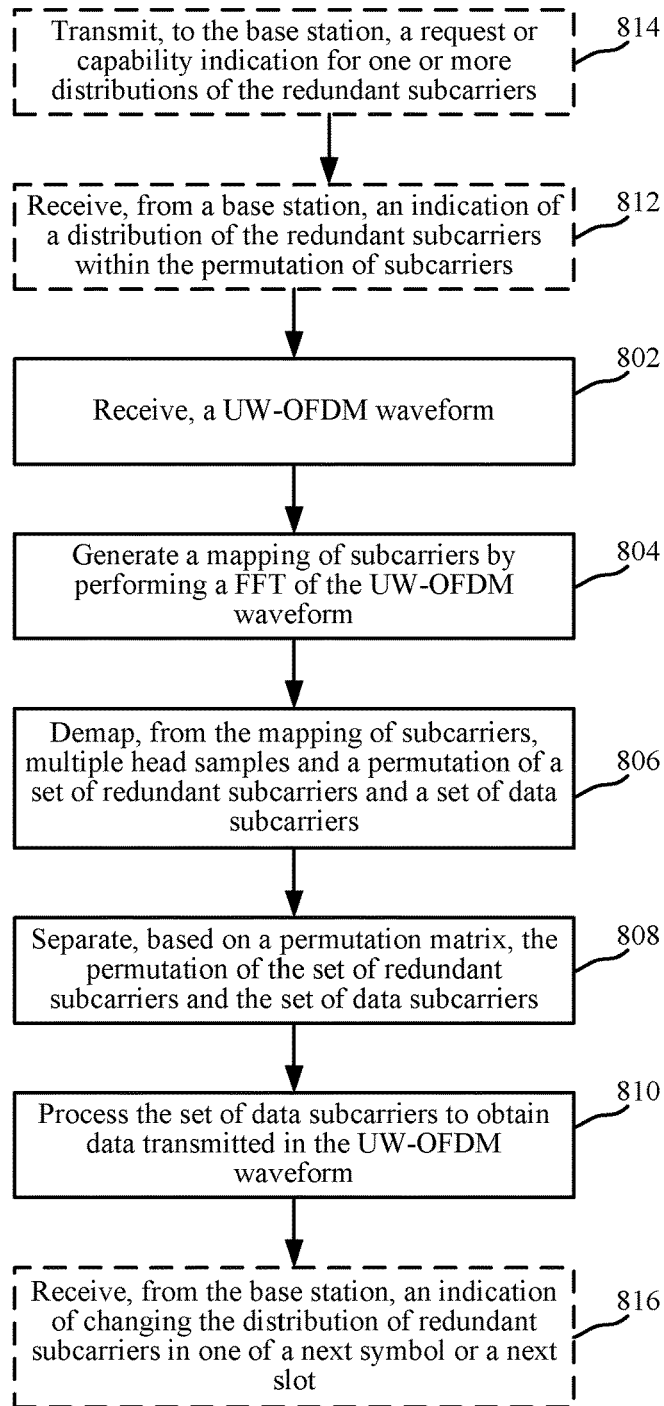 Transmit, to the base station, a request or
capability indication for one or more
distributions of the redundant subcarriers
814
Receive, from a base station, an indication of
a distribution of the redundant subcarriers
within the permutation of subcarriers
812
Receive, a UW-OFDM waveform
802
Generate a mapping of subcarriers by
performing a FFT of the UW-OFDM
waveform
804
Demap, from the mapping of subcarriers,
multiple head samples and a permutation of a
set of redundant subcarriers and a set of data
subcarriers
806
Separate, based on a permutation matrix, the
permutation of the set of redundant
subcarriers and the set of data subcarriers
808
Process the set of data subcarriers to obtain
data transmitted in the UW-OFDM
waveform
810
Receive, from the base station, an indication
of changing the distribution of redundant
subcarriers in one of a next symbol or a next
slot
816